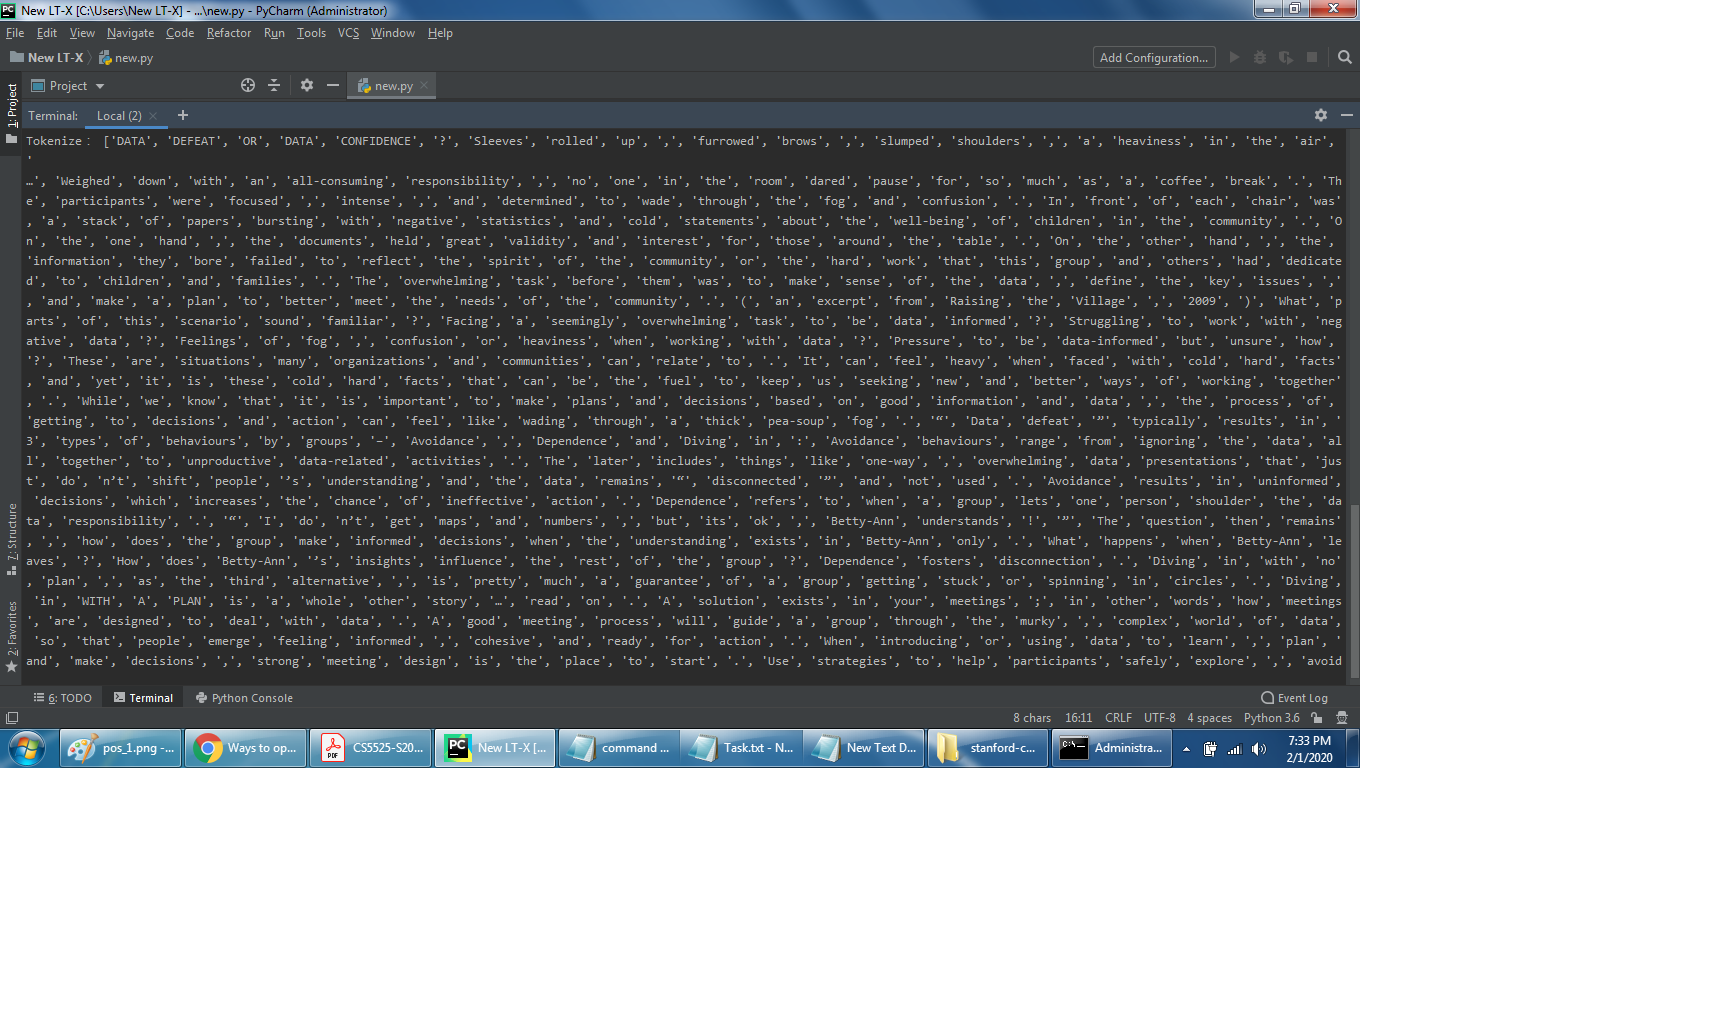 New LT-X [C:\Users\New LT-X] - ...\new.py - PyCharm (Administrator)
File Edit View Navigate Code Refactor Run Tools VCS Window Help
New LT-X new.py Add Configuration...
Project new.py
1: Project
Terminal: Local (2) +
Tokenize : ['DATA', 'DEFEAT', 'OR', 'DATA', 'CONFIDENCE', '?', 'Sleeves', 'rolled', 'up', ',', 'furrowed', 'brows', ',', 'slumped', 'shoulders', ',', 'a', 'heaviness', 'in', 'the', 'air',
'
…', 'Weighed', 'down', 'with', 'an', 'all-consuming', 'responsibility', ',', 'no', 'one', 'in', 'the', 'room', 'dared', 'pause', 'for', 'so', 'much', 'as', 'a', 'coffee', 'break', '.', 'Th
e', 'participants', 'were', 'focused', ',', 'intense', ',', 'and', 'determined', 'to', 'wade', 'through', 'the', 'fog', 'and', 'confusion', '.', 'In', 'front', 'of', 'each', 'chair', 'was'
, 'a', 'stack', 'of', 'papers', 'bursting', 'with', 'negative', 'statistics', 'and', 'cold', 'statements', 'about', 'the', 'well-being', 'of', 'children', 'in', 'the', 'community', '.', 'O
n', 'the', 'one', 'hand', ',', 'the', 'documents', 'held', 'great', 'validity', 'and', 'interest', 'for', 'those', 'around', 'the', 'table', '.', 'On', 'the', 'other', 'hand', ',', 'the',
'information', 'they', 'bore', 'failed', 'to', 'reflect', 'the', 'spirit', 'of', 'the', 'community', 'or', 'the', 'hard', 'work', 'that', 'this', 'group', 'and', 'others', 'had', 'dedicate
d', 'to', 'children', 'and', 'families', '.', 'The', 'overwhelming', 'task', 'before', 'them', 'was', 'to', 'make', 'sense', 'of', 'the', 'data', ',', 'define', 'the', 'key', 'issues', ','
, 'and', 'make', 'a', 'plan', 'to', 'better', 'meet', 'the', 'needs', 'of', 'the', 'community', '.', '(', 'an', 'excerpt', 'from', 'Raising', 'the', 'Village', ',', '2009', ')', 'What', 'p
arts', 'of', 'this', 'scenario', 'sound', 'familiar', '?', 'Facing', 'a', 'seemingly', 'overwhelming', 'task', 'to', 'be', 'data', 'informed', '?', 'Struggling', 'to', 'work', 'with', 'neg
ative', 'data', '?', 'Feelings', 'of', 'fog', ',', 'confusion', 'or', 'heaviness', 'when', 'working', 'with', 'data', '?', 'Pressure', 'to', 'be', 'data-informed', 'but', 'unsure', 'how',
'?', 'These', 'are', 'situations', 'many', 'organizations', 'and', 'communities', 'can', 'relate', 'to', '.', 'It', 'can', 'feel', 'heavy', 'when', 'faced', 'with', 'cold', 'hard', 'facts'
, 'and', 'yet', 'it', 'is', 'these', 'cold', 'hard', 'facts', 'that', 'can', 'be', 'the', 'fuel', 'to', 'keep', 'us', 'seeking', 'new', 'and', 'better', 'ways', 'of', 'working', 'together'
, '.', 'While', 'we', 'know', 'that', 'it', 'is', 'important', 'to', 'make', 'plans', 'and', 'decisions', 'based', 'on', 'good', 'information', 'and', 'data', ',', 'the', 'process', 'of',
'getting', 'to', 'decisions', 'and', 'action', 'can', 'feel', 'like', 'wading', 'through', 'a', 'thick', 'pea-soup', 'fog', '.', '“', 'Data', 'defeat', '”', 'typically', 'results', 'in', '
3', 'types', 'of', 'behaviours', 'by', 'groups', '–', 'Avoidance', ',', 'Dependence', 'and', 'Diving', 'in', ':', 'Avoidance', 'behaviours', 'range', 'from', 'ignoring', 'the', 'data', 'al
l', 'together', 'to', 'unproductive', 'data-related', 'activities', '.', 'The', 'later', 'includes', 'things', 'like', 'one-way', ',', 'overwhelming', 'data', 'presentations', 'that', 'jus
t', 'do', 'n’t', 'shift', 'people', '’s', 'understanding', 'and', 'the', 'data', 'remains', '“', 'disconnected', '”', 'and', 'not', 'used', '.', 'Avoidance', 'results', 'in', 'uninformed',
'decisions', 'which', 'increases', 'the', 'chance', 'of', 'ineffective', 'action', '.', 'Dependence', 'refers', 'to', 'when', 'a', 'group', 'lets', 'one', 'person', 'shoulder', 'the', 'da
ta', 'responsibility', '.', '“', 'I', 'do', 'n’t', 'get', 'maps', 'and', 'numbers', ',', 'but', 'its', 'ok', ',', 'Betty-Ann', 'understands', '!', '”', 'The', 'question', 'then', 'remains'
, ',', 'how', 'does', 'the', 'group', 'make', 'informed', 'decisions', 'when', 'the', 'understanding', 'exists', 'in', 'Betty-Ann', 'only', '.', 'What', 'happens', 'when', 'Betty-Ann', 'le
aves', '?', 'How', 'does', 'Betty-Ann', '’s', 'insights', 'influence', 'the', 'rest', 'of', 'the', 'group', '?', 'Dependence', 'fosters', 'disconnection', '.', 'Diving', 'in', 'with', 'no'
, 'plan', ',', 'as', 'the', 'third', 'alternative', ',', 'is', 'pretty', 'much', 'a', 'guarantee', 'of', 'a', 'group', 'getting', 'stuck', 'or', 'spinning', 'in', 'circles', '.', 'Diving',
'in', 'WITH', 'A', 'PLAN', 'is', 'a', 'whole', 'other', 'story', '…', 'read', 'on', '.', 'A', 'solution', 'exists', 'in', 'your', 'meetings', ';', 'in', 'other', 'words', 'how', 'meetings
', 'are', 'designed', 'to', 'deal', 'with', 'data', '.', 'A', 'good', 'meeting', 'process', 'will', 'guide', 'a', 'group', 'through', 'the', 'murky', ',', 'complex', 'world', 'of', 'data',
'so', 'that', 'people', 'emerge', 'feeling', 'informed', ',', 'cohesive', 'and', 'ready', 'for', 'action', '.', 'When', 'introducing', 'or', 'using', 'data', 'to', 'learn', ',', 'plan', '
and', 'make', 'decisions', ',', 'strong', 'meeting', 'design', 'is', 'the', 'place', 'to', 'start', '.', 'Use', 'strategies', 'to', 'help', 'participants', 'safely', 'explore', ',', 'avoid
7: Structure
2: Favorites
6: TODO Terminal Python Console Event Log
8 chars 16:11 CRLF UTF-8 4 spaces Python 3.6
pos_1.png -... Ways to op... CS5525-S20... New LT-X [... command ... Task.txt - N... New Text D... stanford-c... Administra... 7:33 PM
2/1/2020